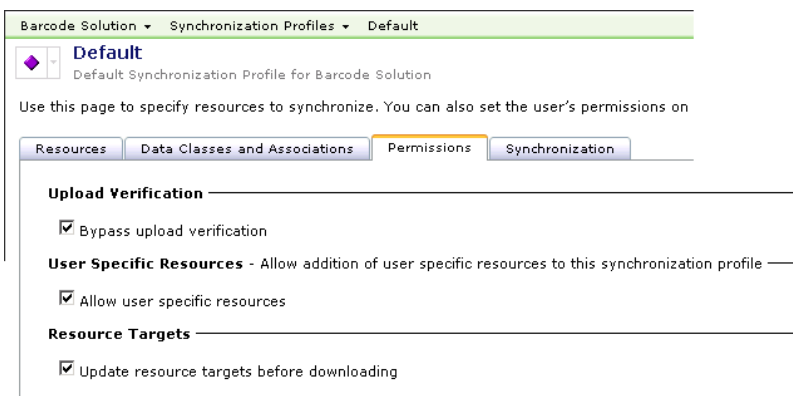 Barcode Solution Synchronization Profiles Default
Default
Default Synchronization Profile for Barcode Solution
Use this page to specify resources to synchronize. You can also set the user's permissions on
Resources Data Classes and Associations Permissions Synchronization
Upload Verification
Bypass upload verification
User Specific Resources - Allow addition of user specific resources to this synchronization profile
Allow user specific resources
Resource Targets
Update resource targets before downloading